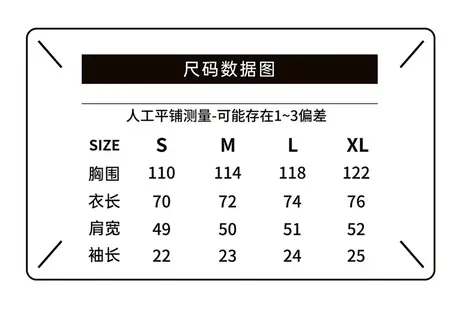 尺码数据图
人工平铺测量-可能存在1~3偏差
SIZE S M L XL
胸围 110 114 118 122
衣长 70 72 74 76
肩宽 49 50 51 52
袖长 22 23 24 25